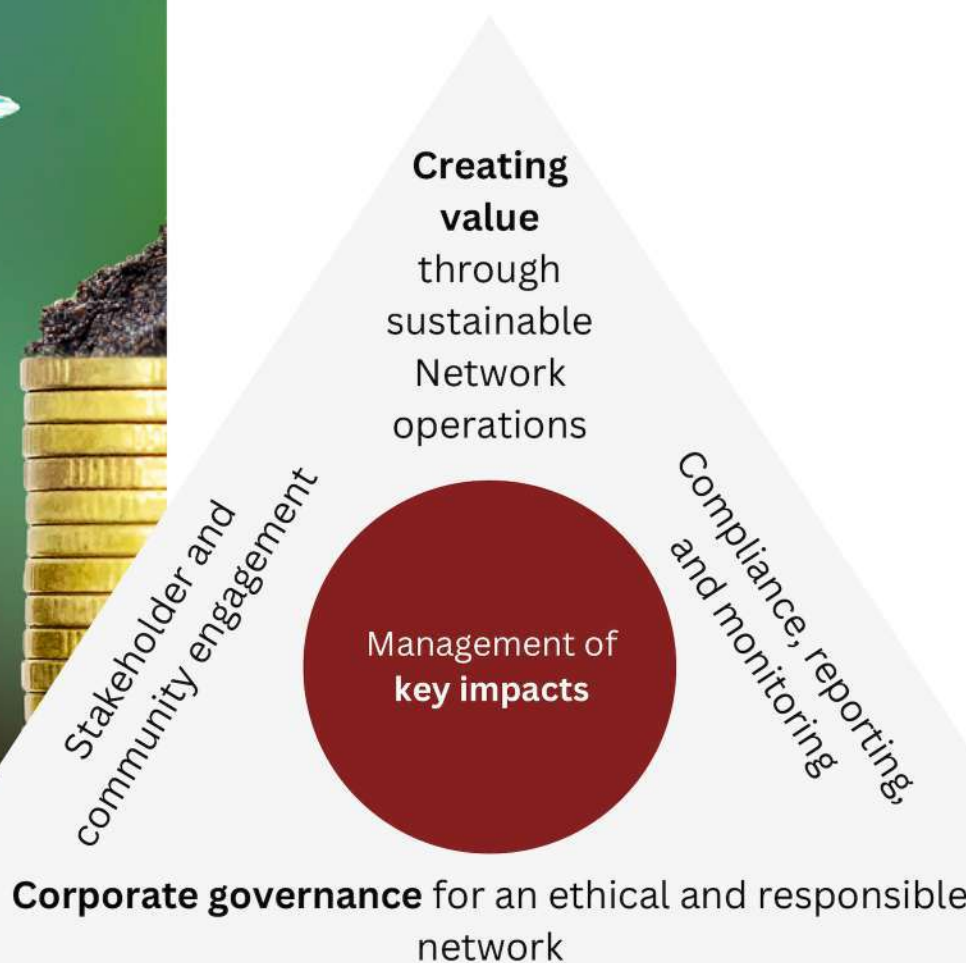 Creating
value
through
sustainable
Network
operations
Stakeholder and
community engagement
Management of
key impacts
Compliance, reporting,
and monitoring
Corporate governance for an ethical and responsible
network